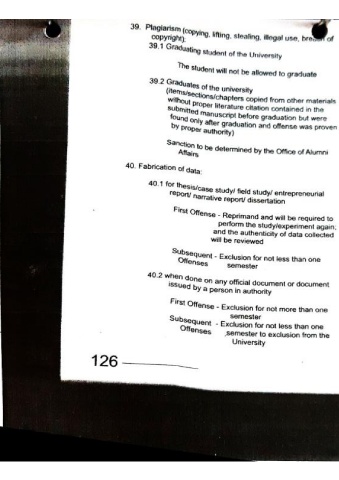 39. Plagiarism (copying, lifting, stealing, illegal use, breach of
copyright);
39.1 Graduating student of the University
The student will not be allowed to graduate
39.2 Graduates of the university
(items/sections/chapters copied from other materials
without proper literature citation contained in the
submitted manuscript before graduation but were
found only after graduation and offense was proven
by proper authority)
Sanction to be determined by the Office of Alumni
Affairs
40. Fabrication of data:
40.1 for thesis/case study/ field study/ entrepreneurial
report/ narrative report/ dissertation
First Offense - Reprimand and will be required to
perform the study/experiment again;
and the authenticity of data collected
will be reviewed
Subsequent - Exclusion for not less than one
Offenses semester
40.2 when done on any official document or document
issued by a person in authority
First Offense - Exclusion for not more than one
semester
Subsequent - Exclusion for not less than one
Offenses semester to exclusion from the
University
126